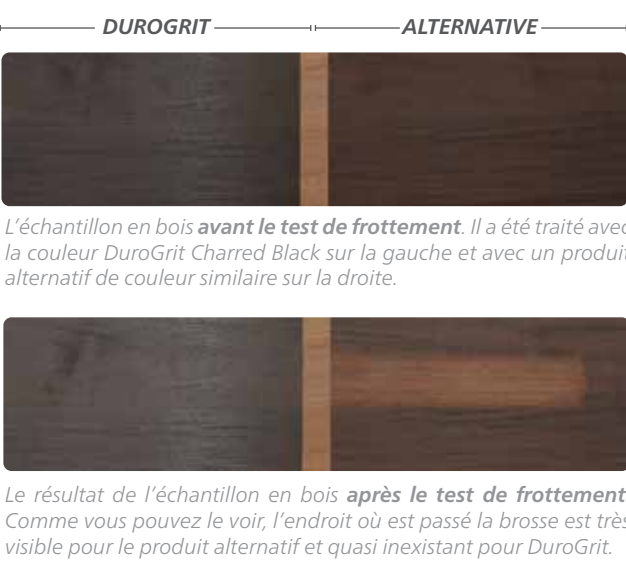 DUROGRIT ALTERNATIVE
L’échantillon en bois avant le test de frottement. Il a été traité avec
la couleur DuroGrit Charred Black sur la gauche et avec un produit
alternatif de couleur similaire sur la droite.
Le résultat de l’échantillon en bois après le test de frottement
Comme vous pouvez le voir, l’endroit où est passé la brosse est très
visible pour le produit alternatif et quasi inexistant pour DuroGrit.